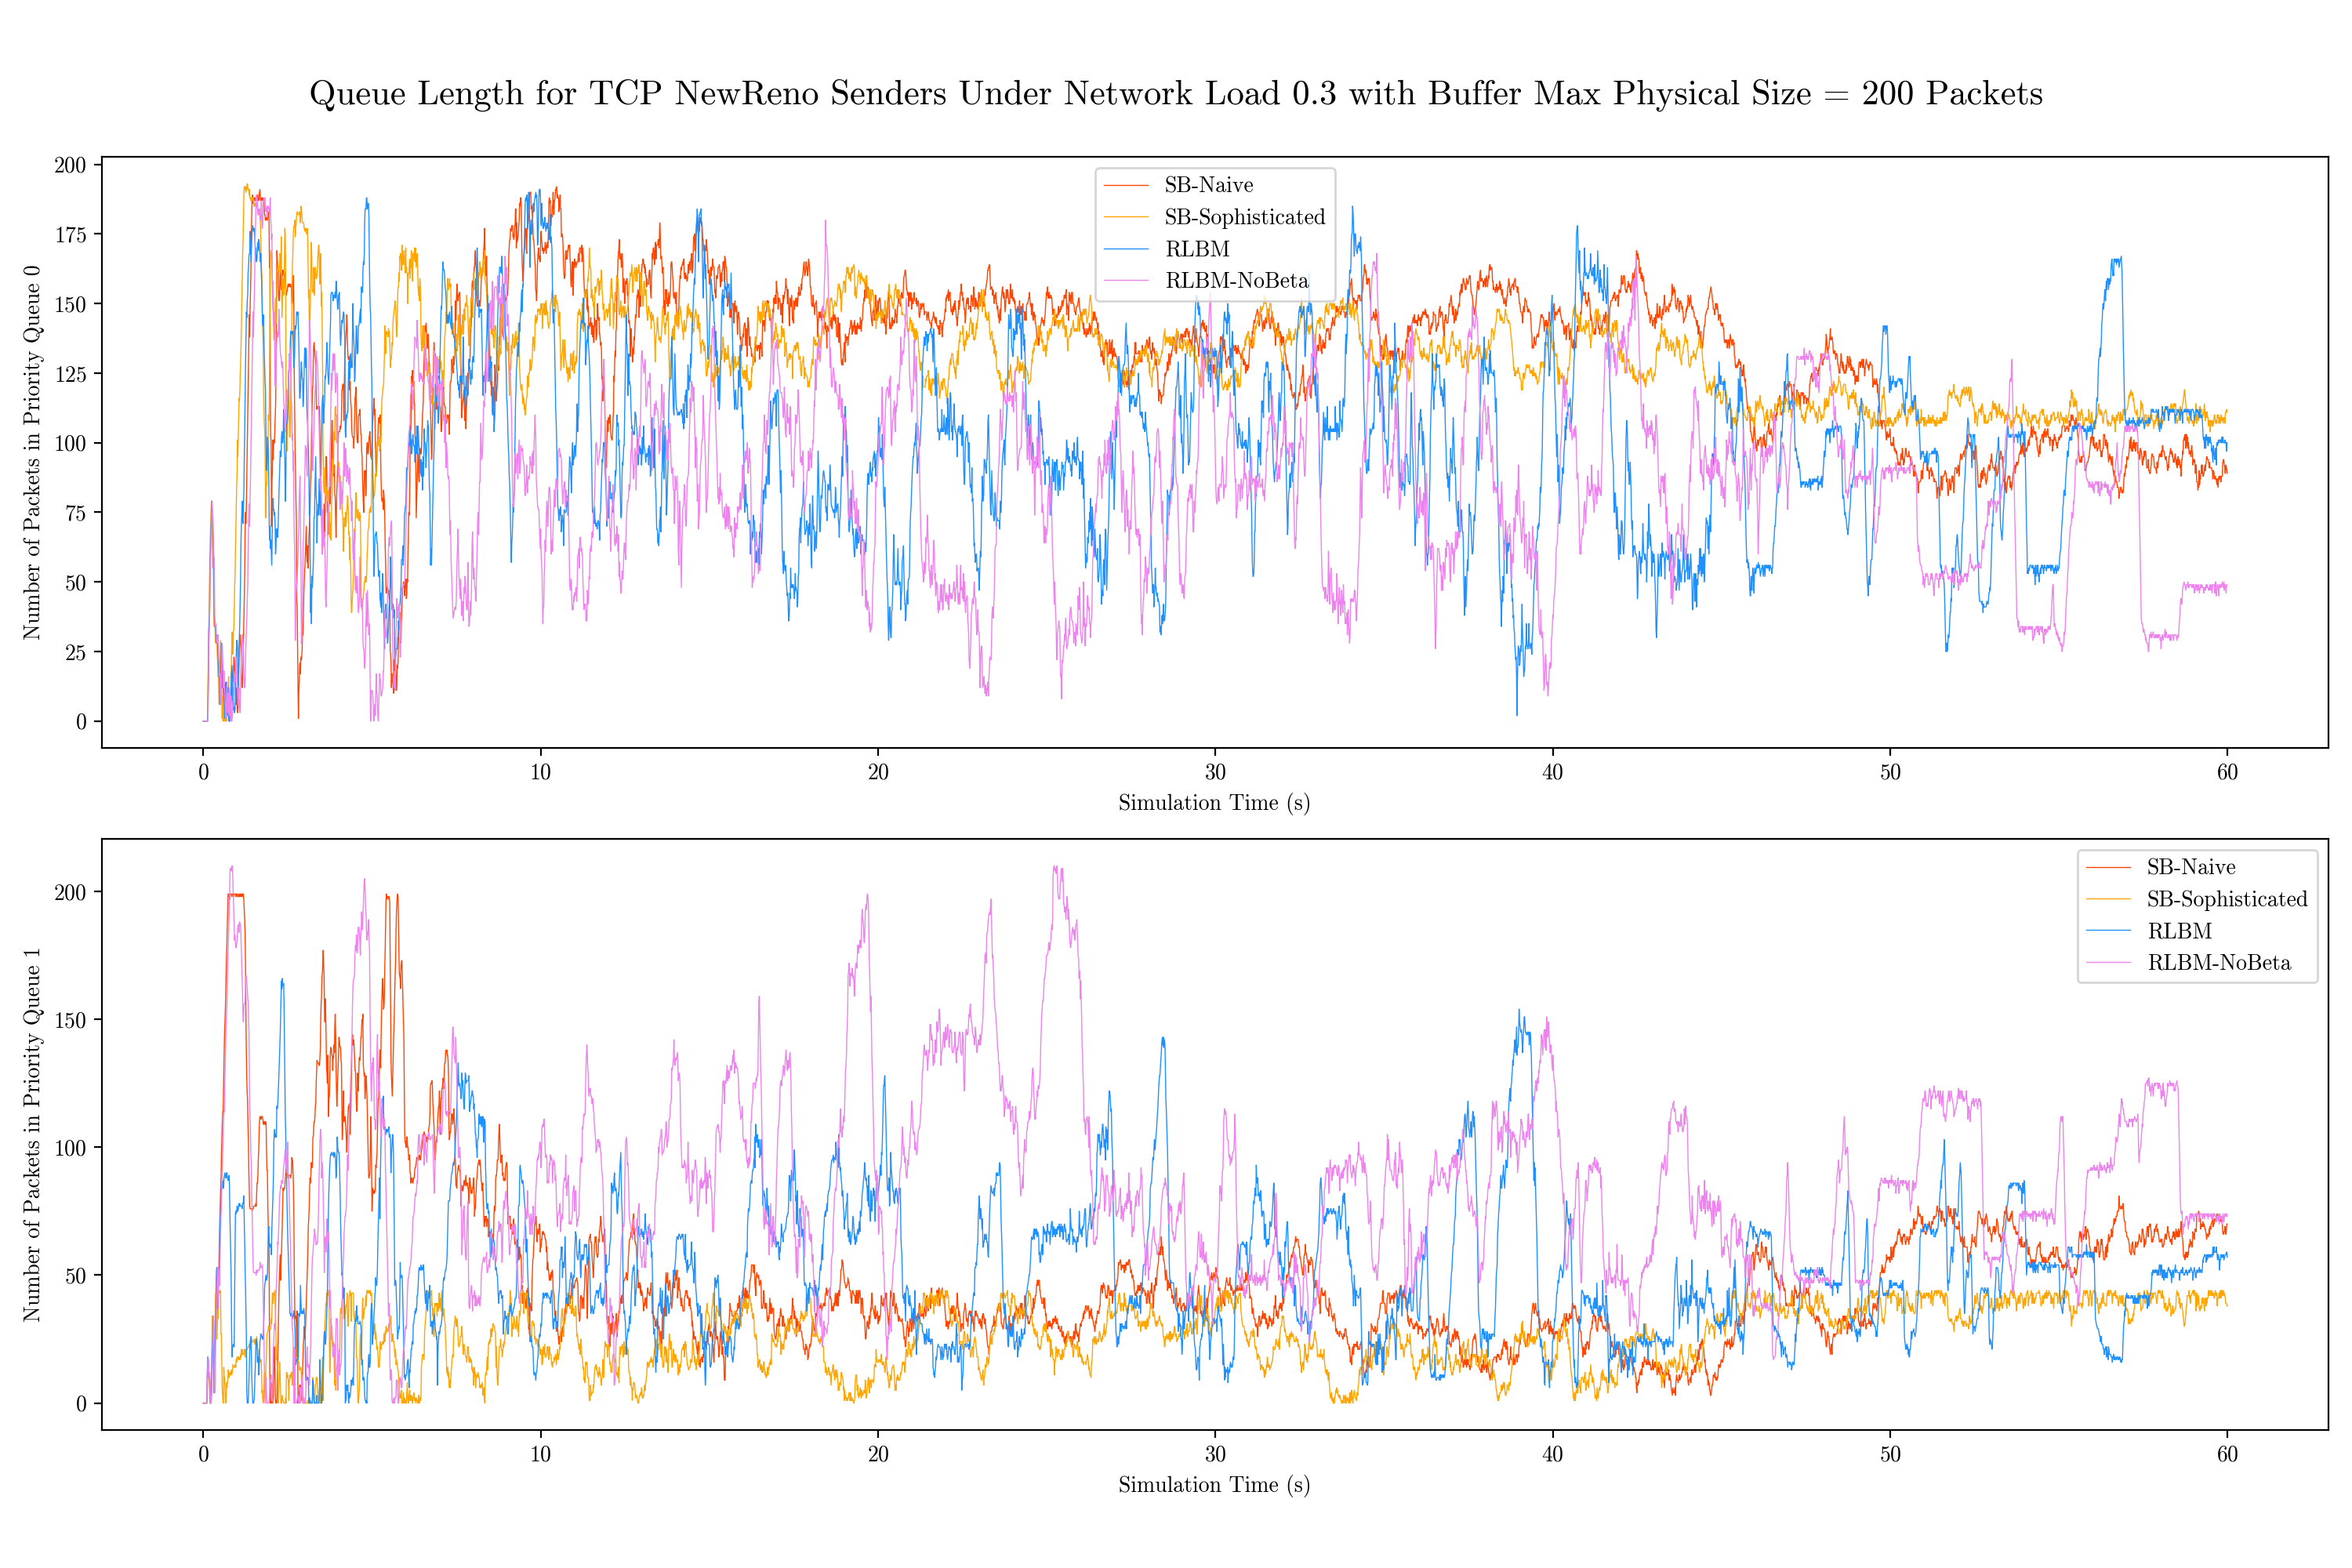 Queue Length for TCP NewReno Senders Under Network Load 0.3 with Buffer Max Physical Size = 200 Packets
Number of Packets in Priority Queue 0
200
175
150
125
100
75
50
25
0
SB-Naive
SB-Sophisticated
RLBM
RLBM-NoBeta
0 10 20 30 40 50 60
Simulation Time (s)
Number of Packets in Priority Queue 1
200
150
100
50
0
SB-Naive
SB-Sophisticated
RLBM
RLBM-NoBeta
0 10 20 30 40 50 60
Simulation Time (s)